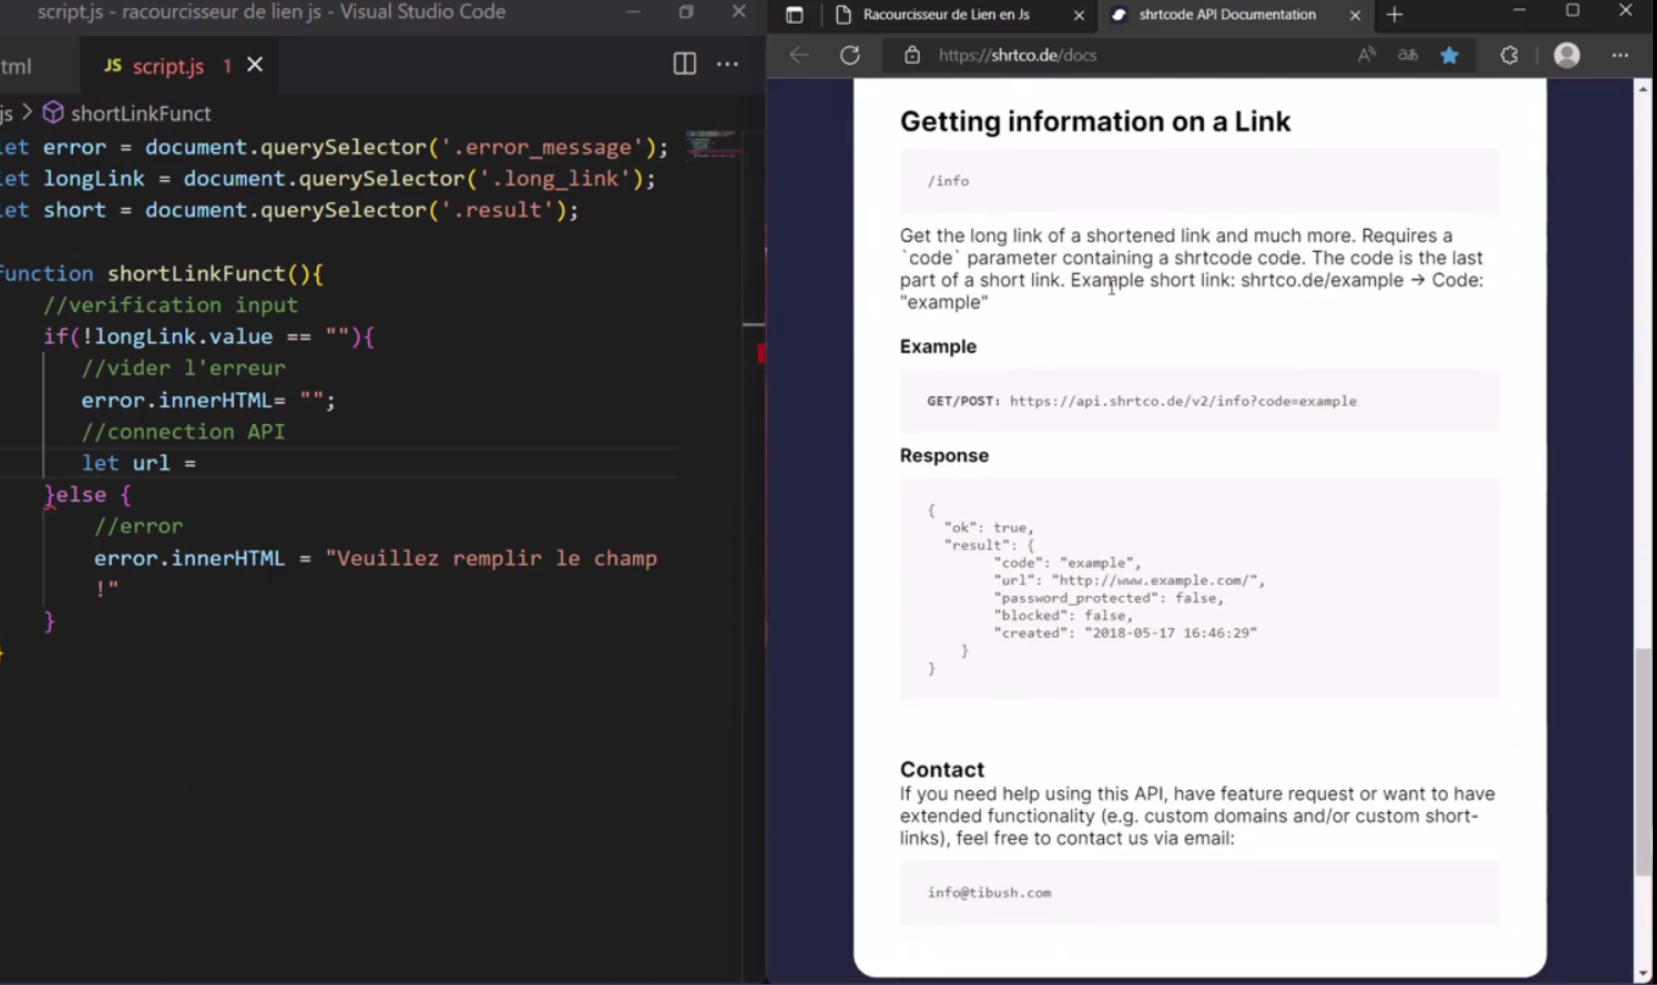 script.js - racourcisseur de lien js - Visual Studio Code
tml
JS script.js 1
js > shortLinkFunct
let error = document.querySelector('.error_message');
let longLink = document.querySelector('.long_link');
let short = document.querySelector('.result');
function shortLinkFunct(){
//verification input
if(!longLink.value == ""){
//vider l'erreur
error.innerHTML= "";
//connection API
let url =
}else {
//error
error.innerHTML = "Veuillez remplir le champ
!"
}
}
Racourcisseur de Lien en Js
shrtcode API Documentation
https://shrtco.de/docs
Getting information on a Link
/info
Get the long link of a shortened link and much more. Requires a
`code` parameter containing a shrtcode code. The code is the last
part of a short link. Example short link: shrtco.de/example → Code:
"example"
Example
GET/POST: https://api.shrtco.de/v2/info?code=example
Response
{
"ok": true,
"result": {
"code": "example",
"url": "http://www.example.com/",
"password_protected": false,
"blocked": false,
"created": "2018-05-17 16:46:29"
}
}
Contact
If you need help using this API, have feature request or want to have
extended functionality (e.g. custom domains and/or custom short-
links), feel free to contact us via email:
info@tibush.com